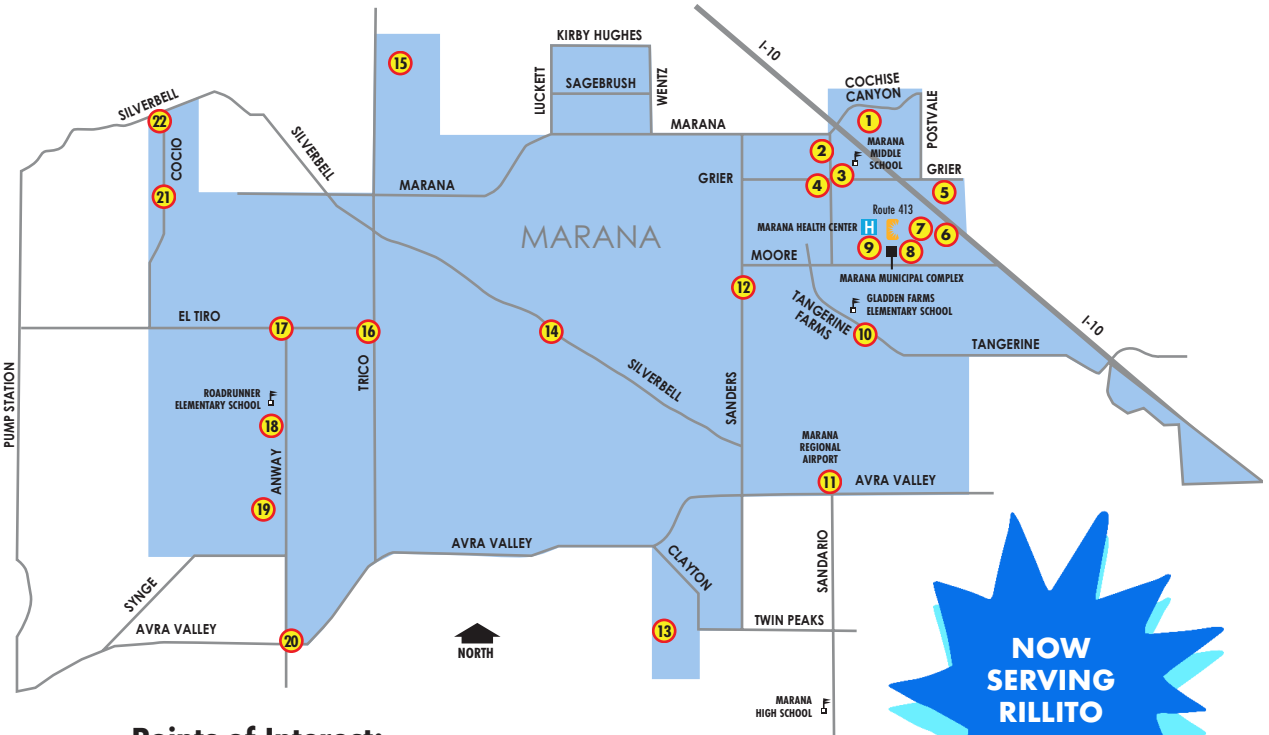 I-10
KIRBY HUGHES
COCHISE
CANYON
15
SILVERBELL
LUCKETT
SAGEBRUSH
WENTZ
POSTVALE
22
1
MARANA
SILVERBELL
MARANA
MIDDLE
SCHOOL
2
COCIO
GRIER
3
GRIER
4
MARANA
5
21
Route 413
MARANA HEALTH CENTER
H
7
6
MARANA
9
8
MOORE
MARANA MUNICIPAL COMPLEX
12
GLADDEN FARMS
ELEMENTARY SCHOOL
TANGERINE
FARMS
10
I-10
EL TIRO
17
16
14
TANGERINE
PUMP STATION
TRICO
SILVERBELL
SANDERS
ROADRUNNER
ELEMENTARY SCHOOL
18
MARANA
REGIONAL
AIRPORT
ANWAY
11
AVRA VALLEY
19
AVRA VALLEY
CLAYTON
SANDARIO
SYNGE
AVRA VALLEY
20
NORTH
13
TWIN PEAKS
NOW
SERVING
RILLITO
MARANA
HIGH SCHOOL
Points of Interest: